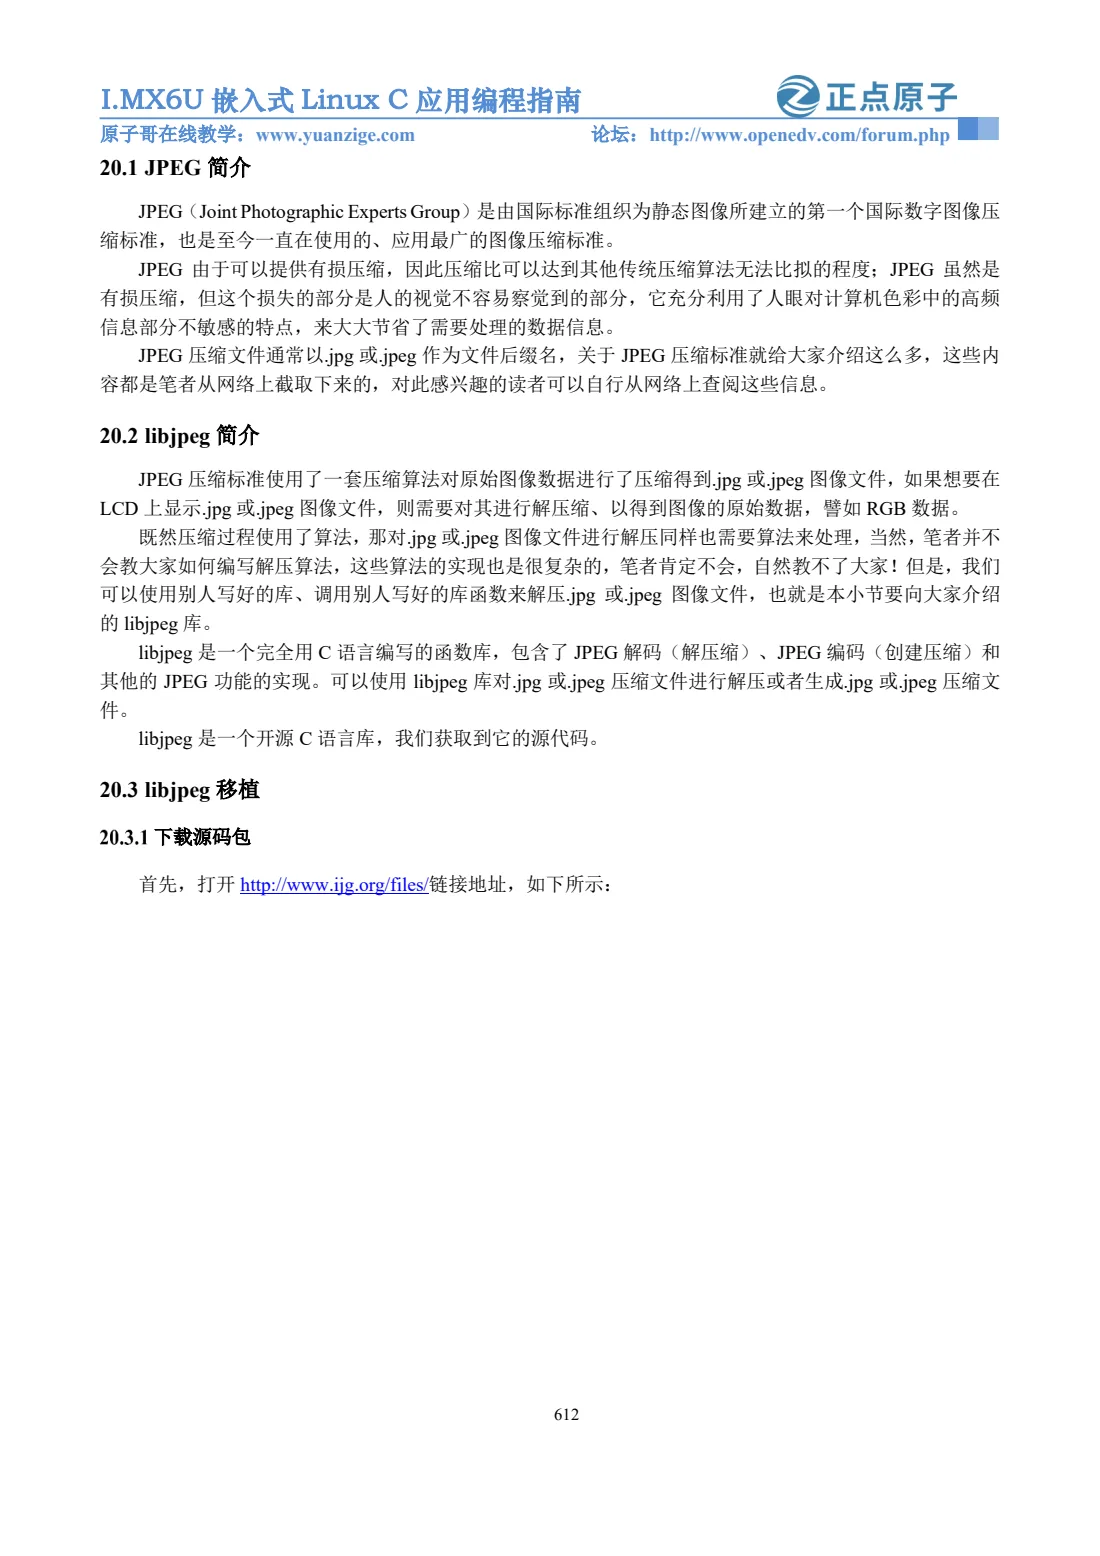 I.MX6U 嵌入式 Linux C 应用编程指南
正点原子
原子哥在线教学：www.yuanzige.com 论坛：http://www.openedv.com/forum.php
20.1 JPEG 简介
JPEG（Joint Photographic Experts Group）是由国际标准组织为静态图像所建立的第一个国际数字图像压
缩标准，也是至今一直在使用的、应用最广的图像压缩标准。
JPEG 由于可以提供有损压缩，因此压缩比可以达到其他传统压缩算法无法比拟的程度；JPEG 虽然是
有损压缩，但这个损失的部分是人的视觉不容易察觉到的部分，它充分利用了人眼对计算机色彩中的高频
信息部分不敏感的特点，来大大节省了需要处理的数据信息。
JPEG 压缩文件通常以.jpg 或.jpeg 作为文件后缀名，关于 JPEG 压缩标准就给大家介绍这么多，这些内
容都是笔者从网络上截取下来的，对此感兴趣的读者可以自行从网络上查阅这些信息。
20.2 libjpeg 简介
JPEG 压缩标准使用了一套压缩算法对原始图像数据进行了压缩得到.jpg 或.jpeg 图像文件，如果想要在
LCD 上显示.jpg 或.jpeg 图像文件，则需要对其进行解压缩、以得到图像的原始数据，譬如 RGB 数据。
既然压缩过程使用了算法，那对.jpg 或.jpeg 图像文件进行解压同样也需要算法来处理，当然，笔者并不
会教大家如何编写解压算法，这些算法的实现也是很复杂的，笔者肯定不会，自然教不了大家！但是，我们
可以使用别人写好的库、调用别人写好的库函数来解压.jpg 或.jpeg 图像文件，也就是本小节要向大家介绍
的 libjpeg 库。
libjpeg 是一个完全用 C 语言编写的函数库，包含了 JPEG 解码（解压缩）、JPEG 编码（创建压缩）和
其他的 JPEG 功能的实现。可以使用 libjpeg 库对.jpg 或.jpeg 压缩文件进行解压或者生成.jpg 或.jpeg 压缩文
件。
libjpeg 是一个开源 C 语言库，我们获取到它的源代码。
20.3 libjpeg 移植
20.3.1 下载源码包
首先，打开 http://www.ijg.org/files/链接地址，如下所示：
612